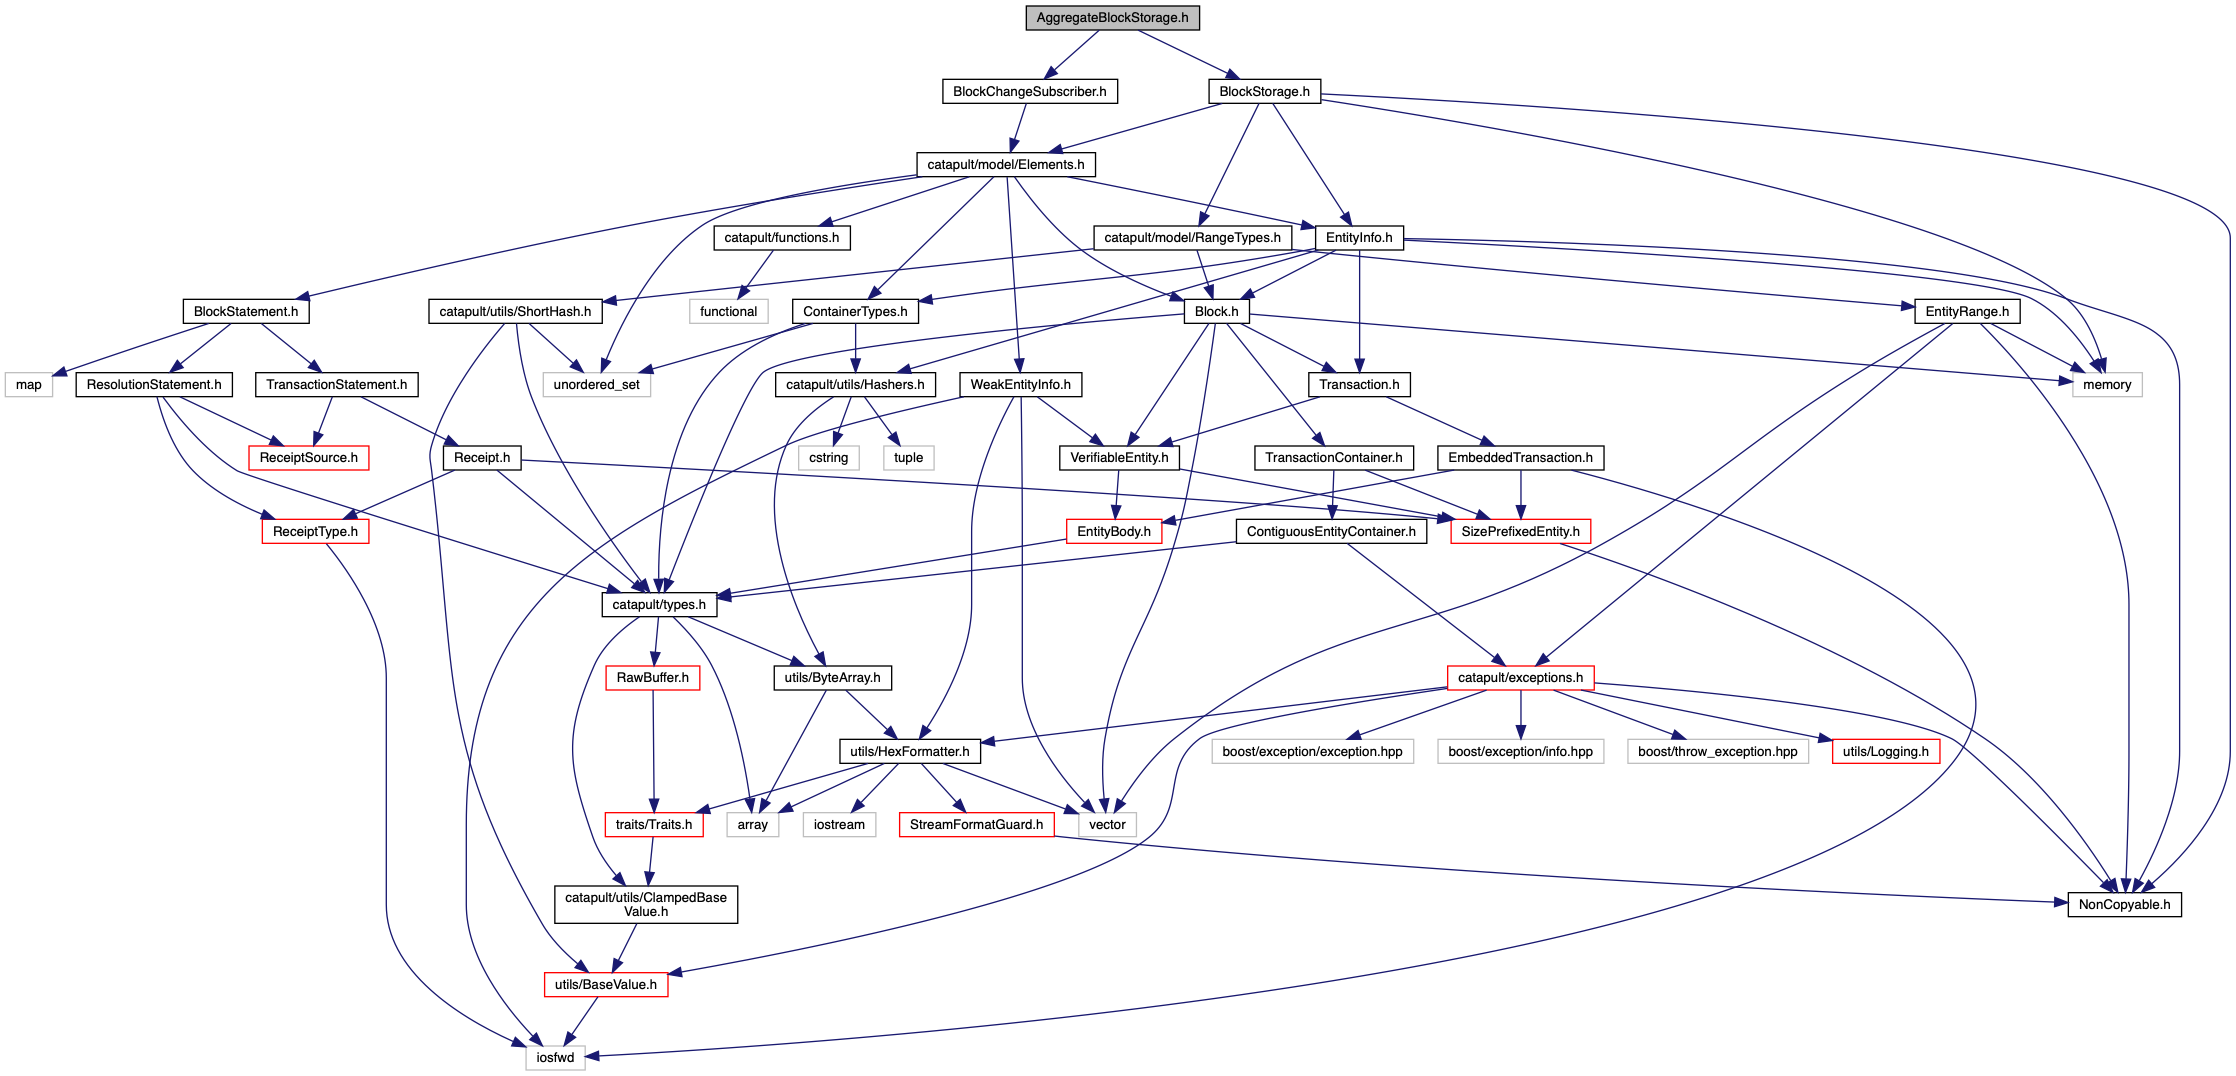 AggregateBlockStorage.h
BlockChangeSubscriber.h
BlockStorage.h
catapult/model/Elements.h
catapult/functions.h
catapult/model/RangeTypes.h
EntityInfo.h
BlockStatement.h
catapult/utils/ShortHash.h
functional
ContainerTypes.h
Block.h
EntityRange.h
map
ResolutionStatement.h
TransactionStatement.h
unordered_set
catapult/utils/Hashers.h
WeakEntityInfo.h
Transaction.h
memory
ReceiptSource.h
Receipt.h
cstring
tuple
VerifiableEntity.h
TransactionContainer.h
EmbeddedTransaction.h
ReceiptType.h
EntityBody.h
ContiguousEntityContainer.h
SizePrefixedEntity.h
catapult/types.h
RawBuffer.h
utils/ByteArray.h
catapult/exceptions.h
utils/HexFormatter.h
boost/exception/exception.hpp
boost/exception/info.hpp
boost/throw_exception.hpp
utils/Logging.h
traits/Traits.h
array
iostream
StreamFormatGuard.h
vector
catapult/utils/ClampedBase
Value.h
NonCopyable.h
utils/BaseValue.h
iosfwd